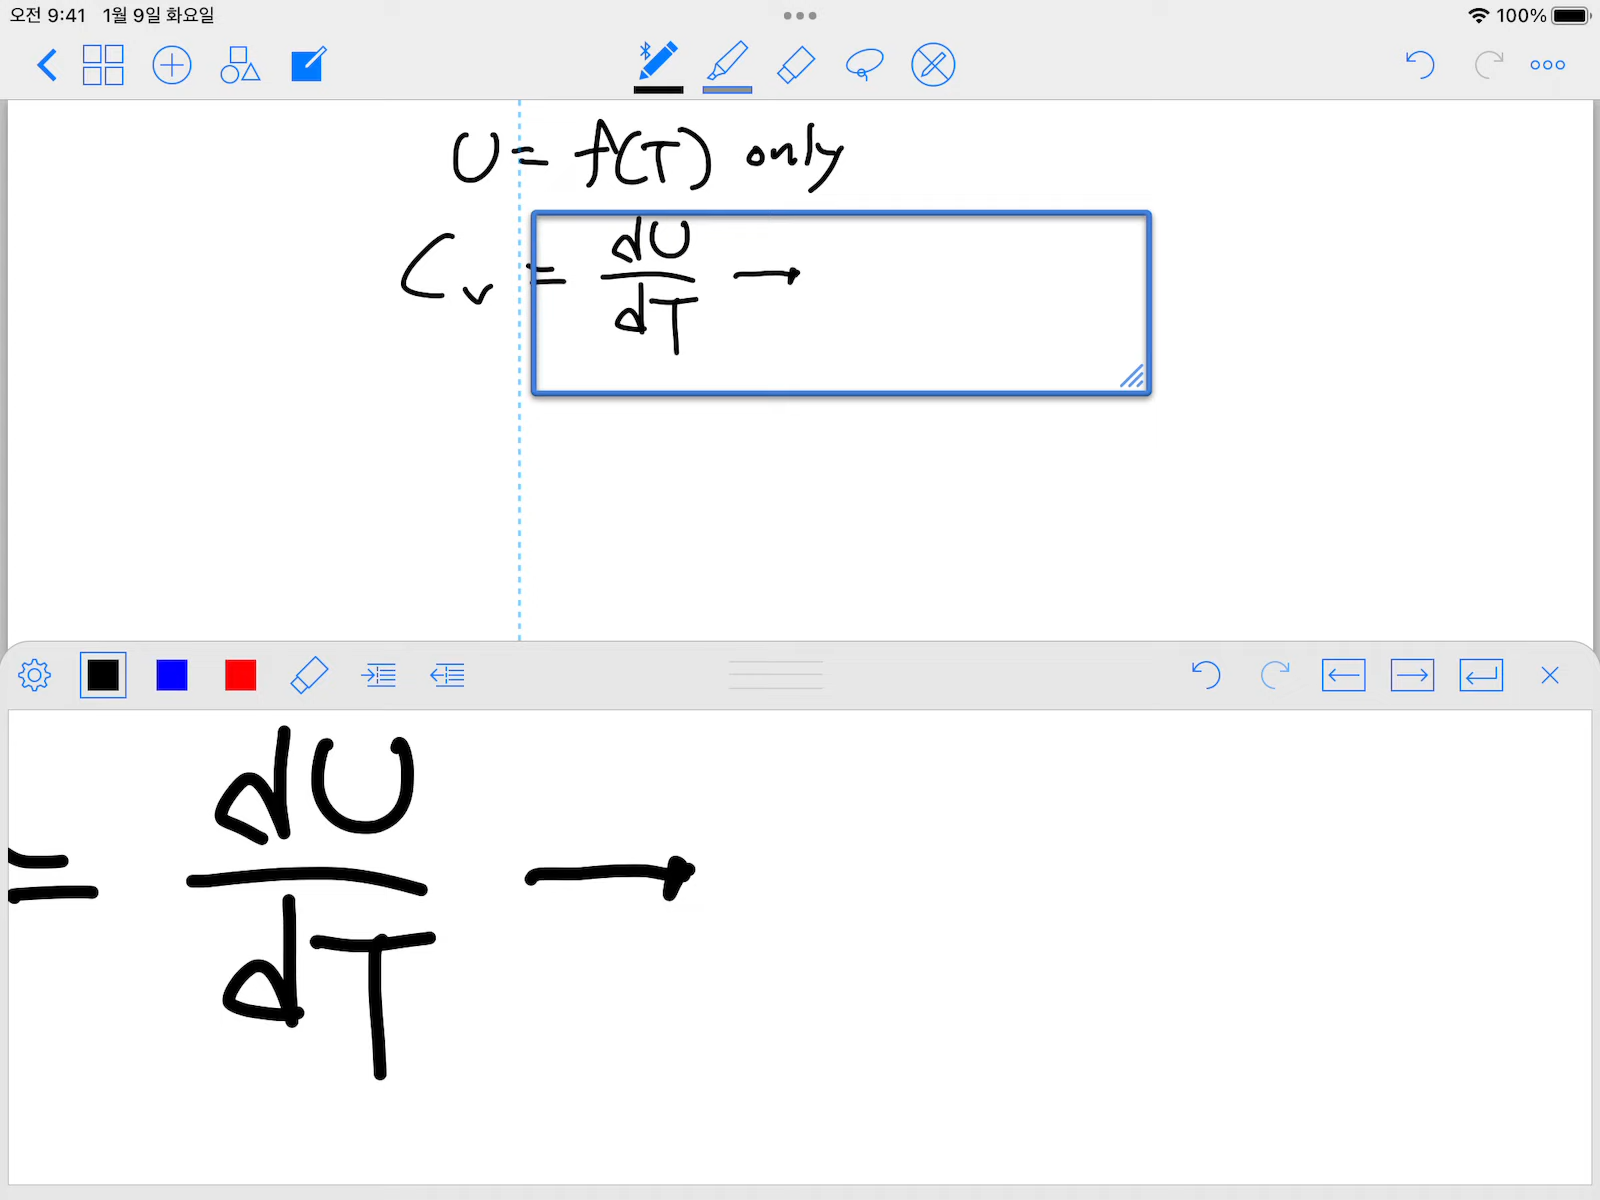 오전 9:41 1월 9일 화요일 100%
U = f(T) only
Cv = dU/dT →
= dU/dT →